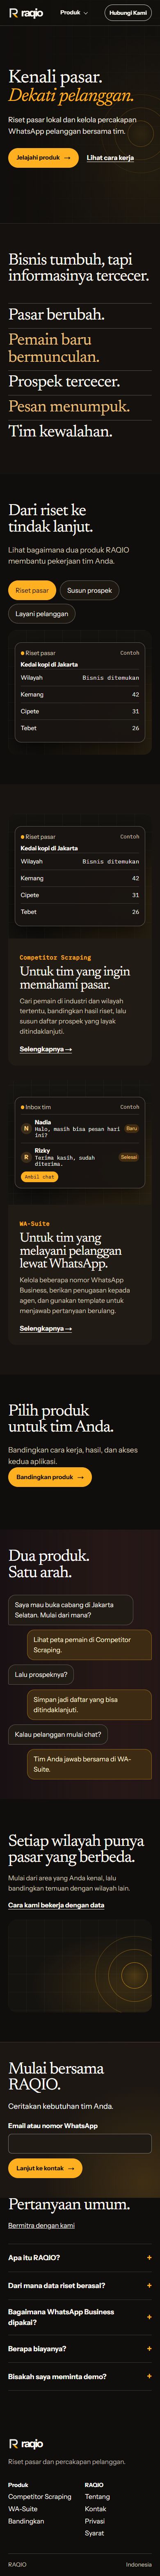 raqio
Produk
Hubungi Kami
Kenali pasar.
Dekati pelanggan.
Riset pasar lokal dan kelola percakapan
WhatsApp pelanggan bersama tim.
Jelajahi produk →
Lihat cara kerja
Bisnis tumbuh, tapi
informasinya tercecer.
Pasar berubah.
Pemain baru
bermunculan.
Prospek tercecer.
Pesan menumpuk.
Tim kewalahan.
Dari riset ke
tindak lanjut.
Lihat bagaimana dua produk RAQIO
membantu pekerjaan tim Anda.
Riset pasar
Susun prospek
Layani pelanggan
Riset pasar Contoh
Kedai kopi di Jakarta
Wilayah Bisnis ditemukan
Kemang 42
Cipete 31
Tebet 26
Riset pasar Contoh
Kedai kopi di Jakarta
Wilayah Bisnis ditemukan
Kemang 42
Cipete 31
Tebet 26
Competitor Scraping
Untuk tim yang ingin
memahami pasar.
Cari pemain di industri dan wilayah
tertentu, bandingkan hasil riset, lalu
susun daftar prospek yang layak
ditindaklanjuti.
Selengkapnya →
Inbox tim Contoh
N
Nadia
Halo, masih bisa pesan hari
ini?
Baru
R
Rizky
Terima kasih, sudah
diterima.
Selesai
Ambil chat
WA-Suite
Untuk tim yang
melayani pelanggan
lewat WhatsApp.
Kelola beberapa nomor WhatsApp
Business, berikan penugasan kepada
agen, dan gunakan template untuk
menjawab pertanyaan berulang.
Selengkapnya →
Pilih produk
untuk tim Anda.
Bandingkan cara kerja, hasil, dan akses
kedua aplikasi.
Bandingkan produk →
Dua produk.
Satu arah.
Saya mau buka cabang di Jakarta
Selatan. Mulai dari mana?
Lihat peta pemain di Competitor
Scraping.
Lalu prospeknya?
Simpan jadi daftar yang bisa
ditindaklanjuti.
Kalau pelanggan mulai chat?
Tim Anda jawab bersama di WA-
Suite.
Setiap wilayah punya
pasar yang berbeda.
Mulai dari area yang Anda kenal, lalu
bandingkan temuan dengan wilayah lain.
Cara kami bekerja dengan data
Mulai bersama
RAQIO.
Ceritakan kebutuhan tim Anda.
Email atau nomor WhatsApp
Lanjut ke kontak →
Pertanyaan umum.
Bermitra dengan kami
Apa itu RAQIO? +
Dari mana data riset berasal? +
Bagaimana WhatsApp Business
dipakai? +
Berapa biayanya? +
Bisakah saya meminta demo? +
raqio
Riset pasar dan percakapan pelanggan.
Produk
Competitor Scraping
WA-Suite
Bandingkan
RAQIO
Tentang
Kontak
Privasi
Syarat
RAQIO Indonesia